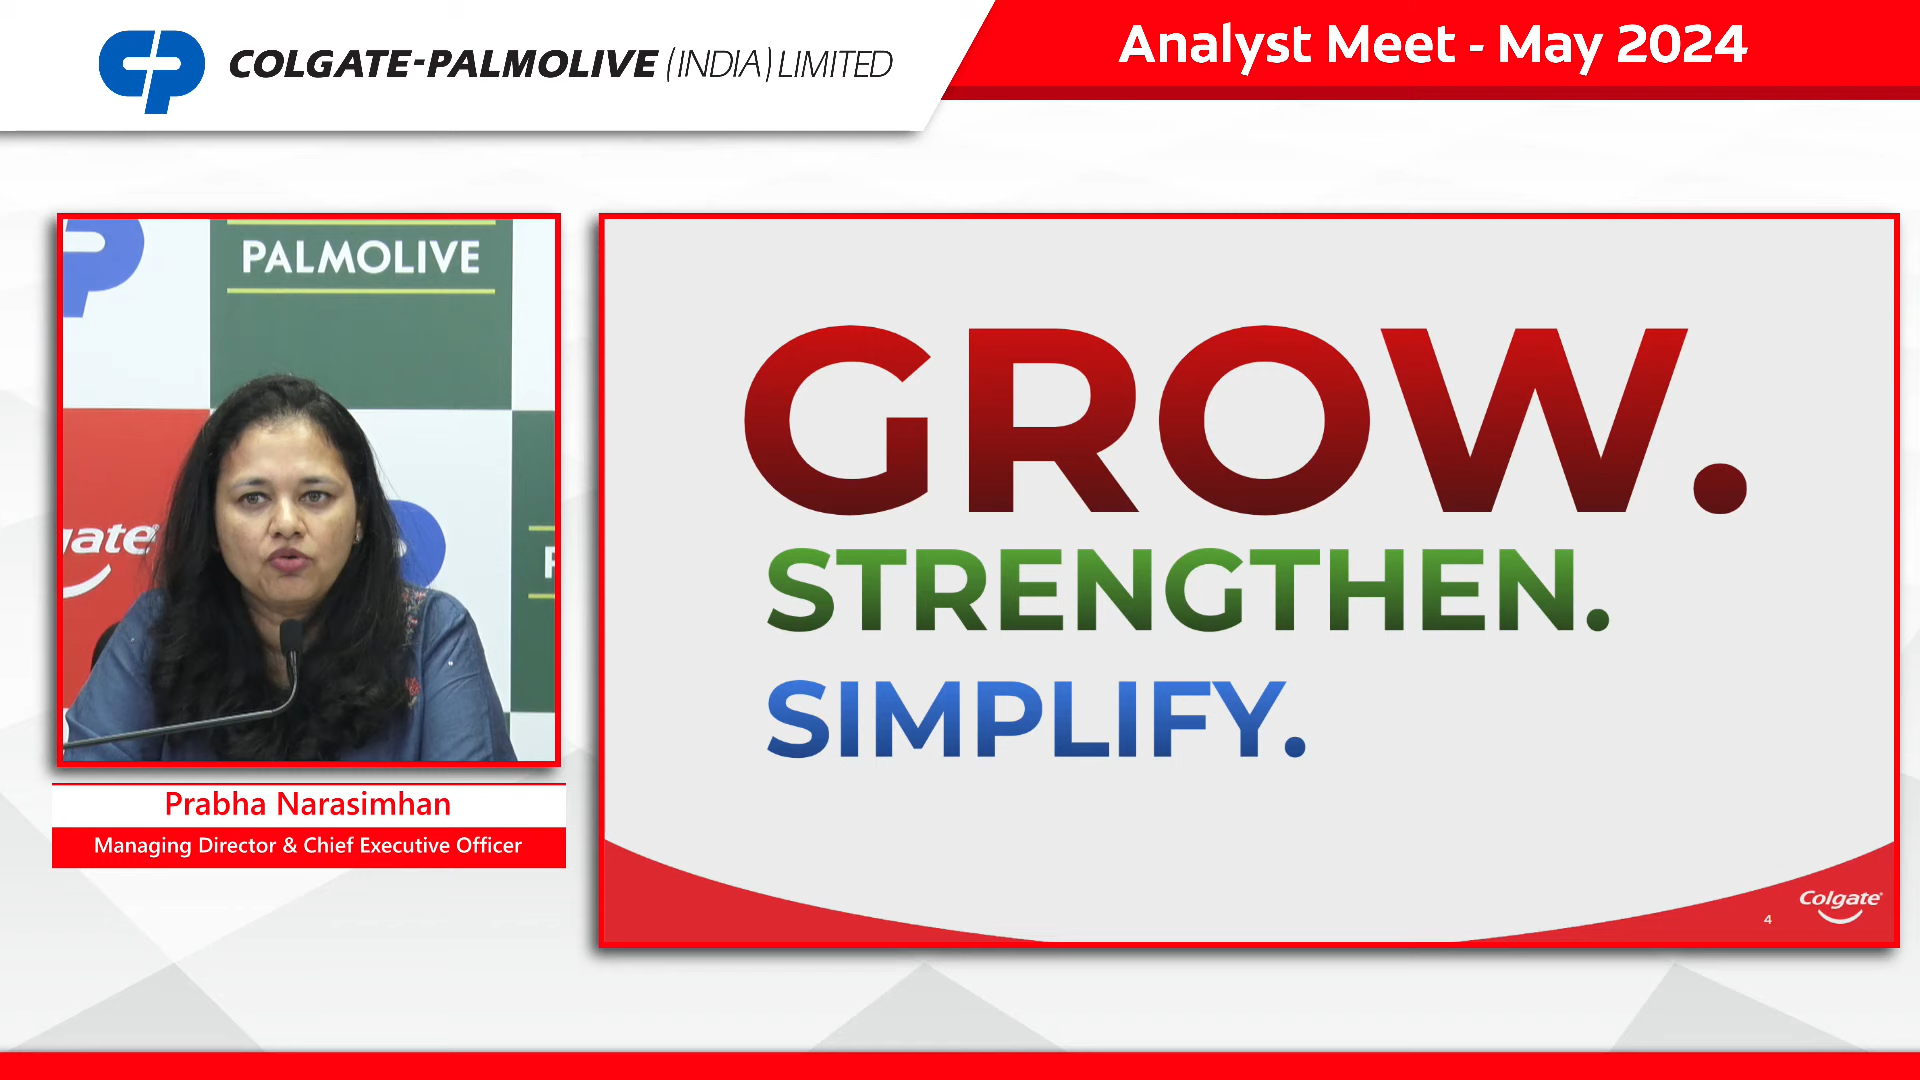 COLGATE-PALMOLIVE (INDIA) LIMITED
Analyst Meet - May 2024
PALMOLIVE
gate
P
Prabha Narasimhan
Managing Director & Chief Executive Officer
GROW.
STRENGTHEN.
SIMPLIFY.
4
Colgate